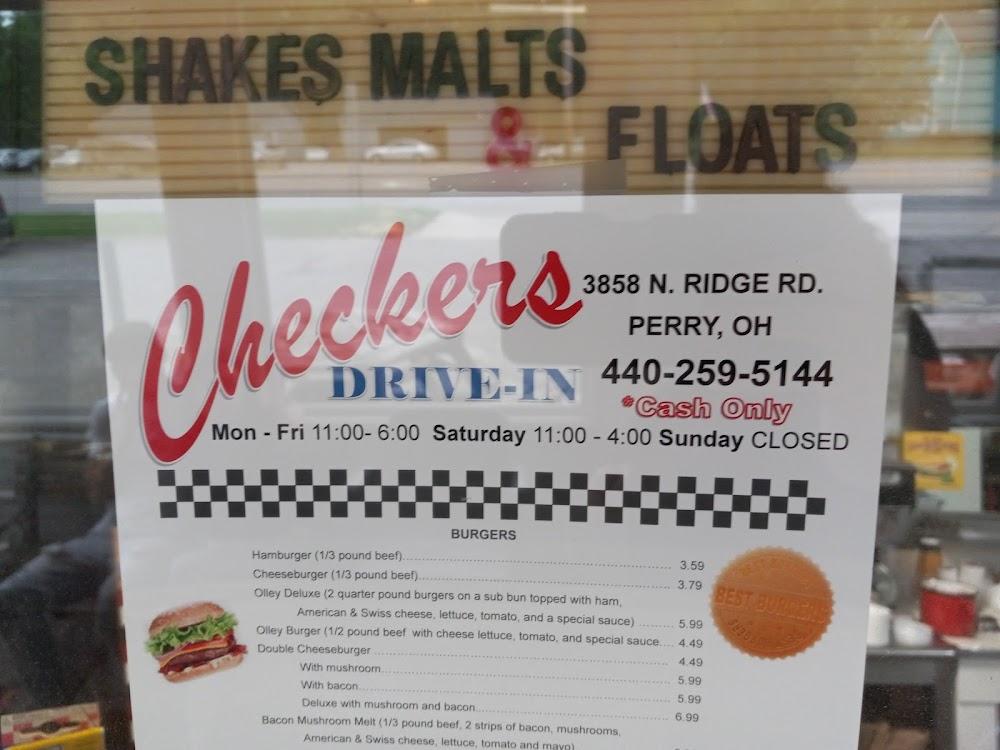 SHAKES MALTS
& FLOATS
Checkers
DRIVE-IN
3858 N. RIDGE RD.
PERRY, OH
440-259-5144
*Cash Only
Mon - Fri 11:00- 6:00 Saturday 11:00 - 4:00 Sunday CLOSED
BURGERS
Hamburger (1/3 pound beef)........ 3.59
Cheeseburger (1/3 pound beef)........ 3.79
Olley Deluxe (2 quarter pound burgers on a sub bun topped with ham,
American & Swiss cheese, lettuce, tomato, and a special sauce) .......... 5.99
Olley Burger (1/2 pound beef with cheese lettuce, tomato, and special sauce.... 4.49
Double Cheeseburger ........ 4.49
With mushroom........ 5.99
With bacon........ 5.99
Deluxe with mushroom and bacon........ 6.99
Bacon Mushroom Melt (1/3 pound beef, 2 strips of bacon, mushrooms,
American & Swiss cheese, lettuce, tomato and mayo)
BEST